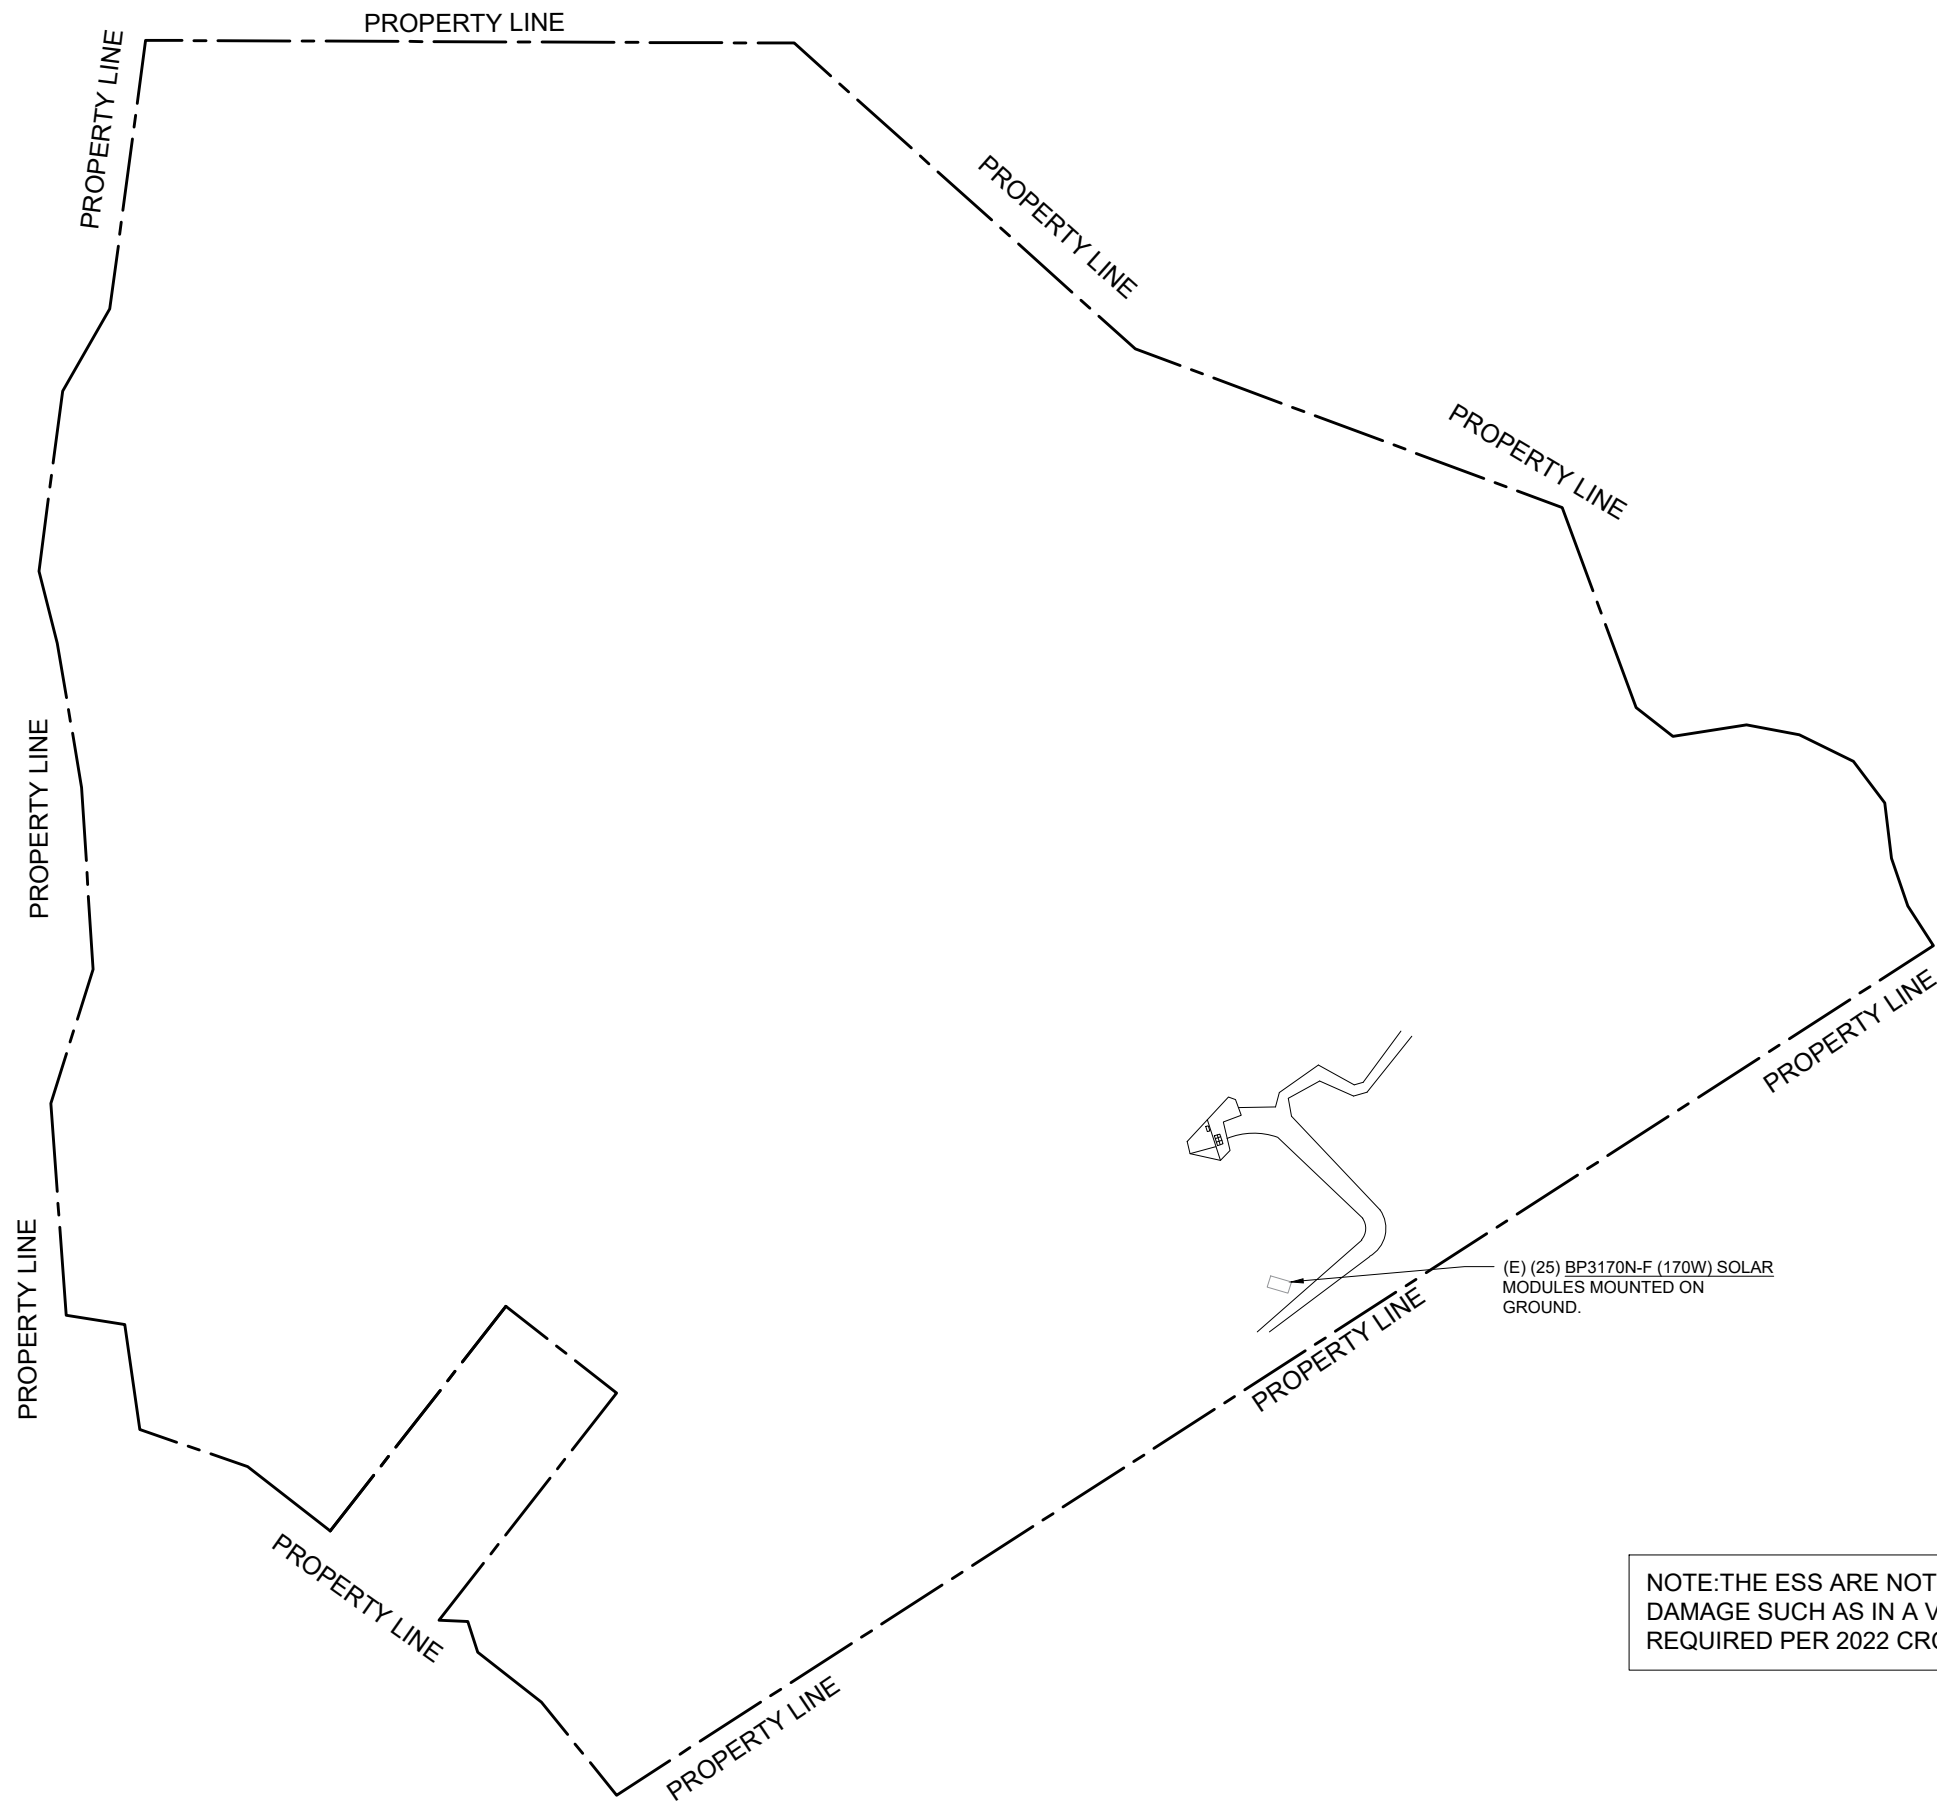 PROPERTY LINE
PROPERTY LINE
PROPERTY LINE
PROPERTY LINE
PROPERTY LINE
PROPERTY LINE
PROPERTY LINE
(E) (25) BP3170N-F (170W) SOLAR
MODULES MOUNTED ON
GROUND.
PROPERTY LINE
PROPERTY LINE
PROPERTY LINE
PROPERTY LINE
NOTE:THE ESS ARE NOT
DAMAGE SUCH AS IN A
REQUIRED PER 2022